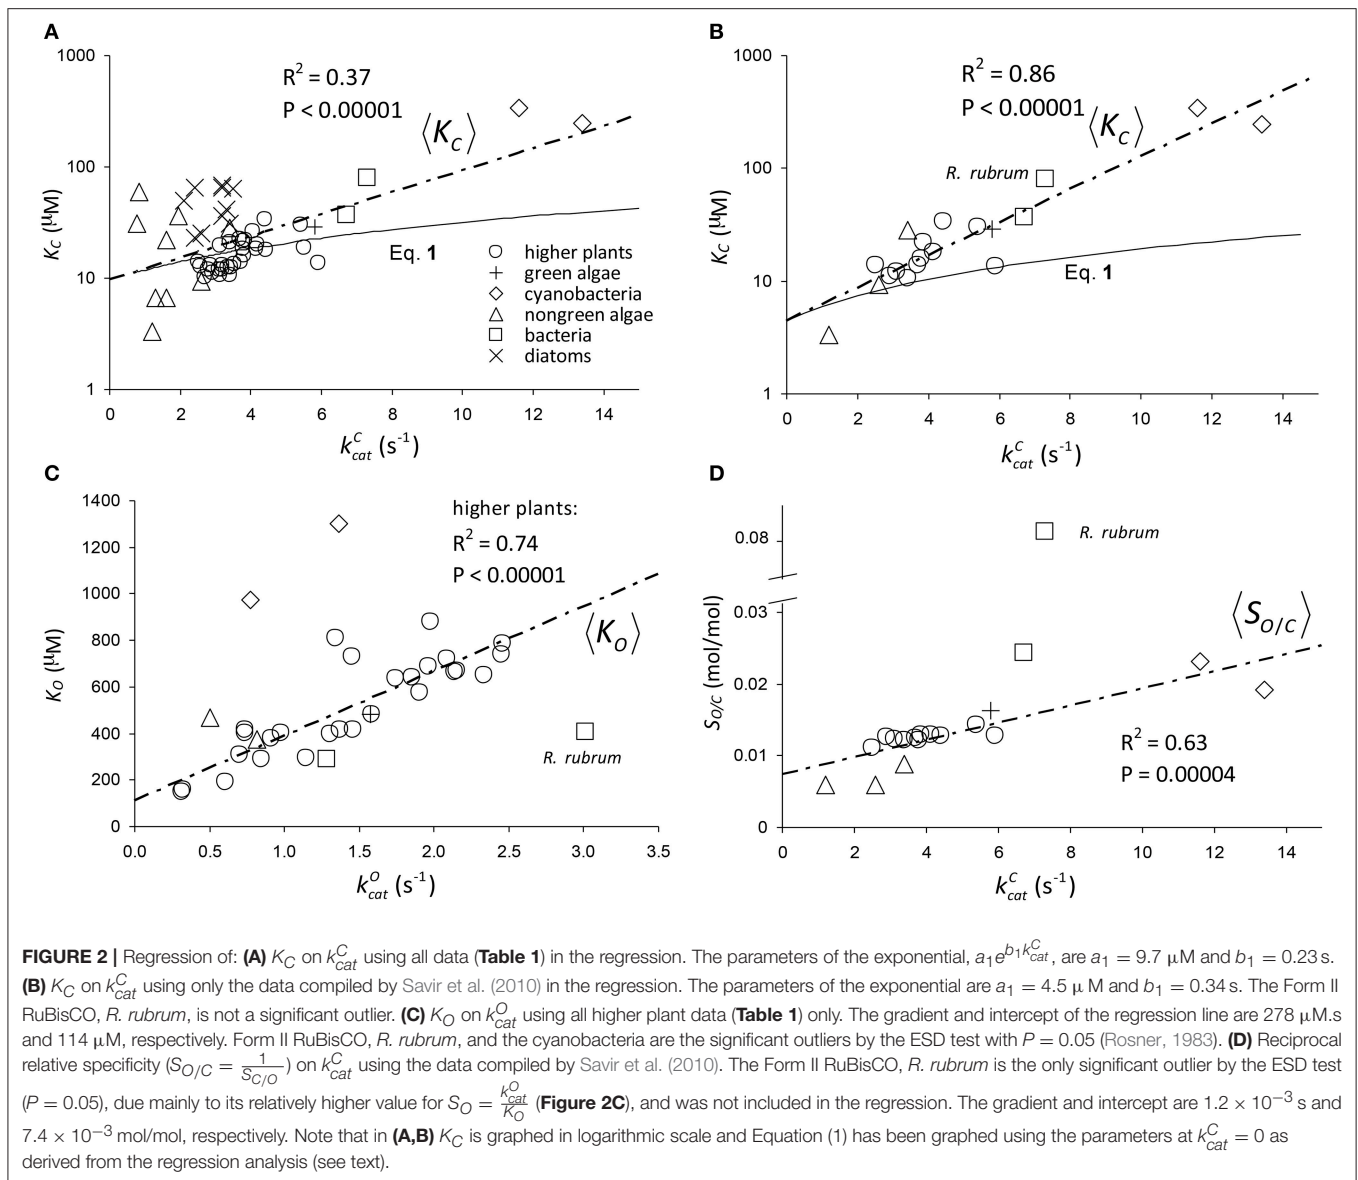 A
1000
100
10
1
K_C (µM)
R² = 0.37
P < 0.00001
⟨K_C⟩
Eq. 1
higher plants
green algae
cyanobacteria
nongreen algae
bacteria
diatoms
0 2 4 6 8 10 12 14
k_cat^C (s⁻¹)
B
1000
100
10
1
K_C (µM)
R² = 0.86
P < 0.00001
⟨K_C⟩
R. rubrum
Eq. 1
0 2 4 6 8 10 12 14
k_cat^C (s⁻¹)
C
1400
1200
1000
800
600
400
200
0
K_O (µM)
higher plants:
R² = 0.74
P < 0.00001
⟨K_O⟩
R. rubrum
0.0 0.5 1.0 1.5 2.0 2.5 3.0 3.5
k_cat^O (s⁻¹)
D
0.08
0.03
0.02
0.01
0
S_O/C (mol/mol)
R. rubrum
⟨S_O/C⟩
R² = 0.63
P = 0.00004
0 2 4 6 8 10 12 14
k_cat^C (s⁻¹)
FIGURE 2 | Regression of: (A) K_C on k_cat^C using all data (Table 1) in the regression. The parameters of the exponential, a₁e^(b₁k_cat^C), are a₁ = 9.7 µM and b₁ = 0.23 s.
(B) K_C on k_cat^C using only the data compiled by Savir et al. (2010) in the regression. The parameters of the exponential are a₁ = 4.5 µ M and b₁ = 0.34 s. The Form II
RuBisCO, R. rubrum, is not a significant outlier. (C) K_O on k_cat^O using all higher plant data (Table 1) only. The gradient and intercept of the regression line are 278 µM.s
and 114 µM, respectively. Form II RuBisCO, R. rubrum, and the cyanobacteria are the significant outliers by the ESD test with P = 0.05 (Rosner, 1983). (D) Reciprocal
relative specificity (S_O/C = 1/S_C/O) on k_cat^C using the data compiled by Savir et al. (2010). The Form II RuBisCO, R. rubrum is the only significant outlier by the ESD test
(P = 0.05), due mainly to its relatively higher value for S_O = k_cat^O/K_O (Figure 2C), and was not included in the regression. The gradient and intercept are 1.2 × 10⁻³ s and
7.4 × 10⁻³ mol/mol, respectively. Note that in (A,B) K_C is graphed in logarithmic scale and Equation (1) has been graphed using the parameters at k_cat^C = 0 as
derived from the regression analysis (see text).